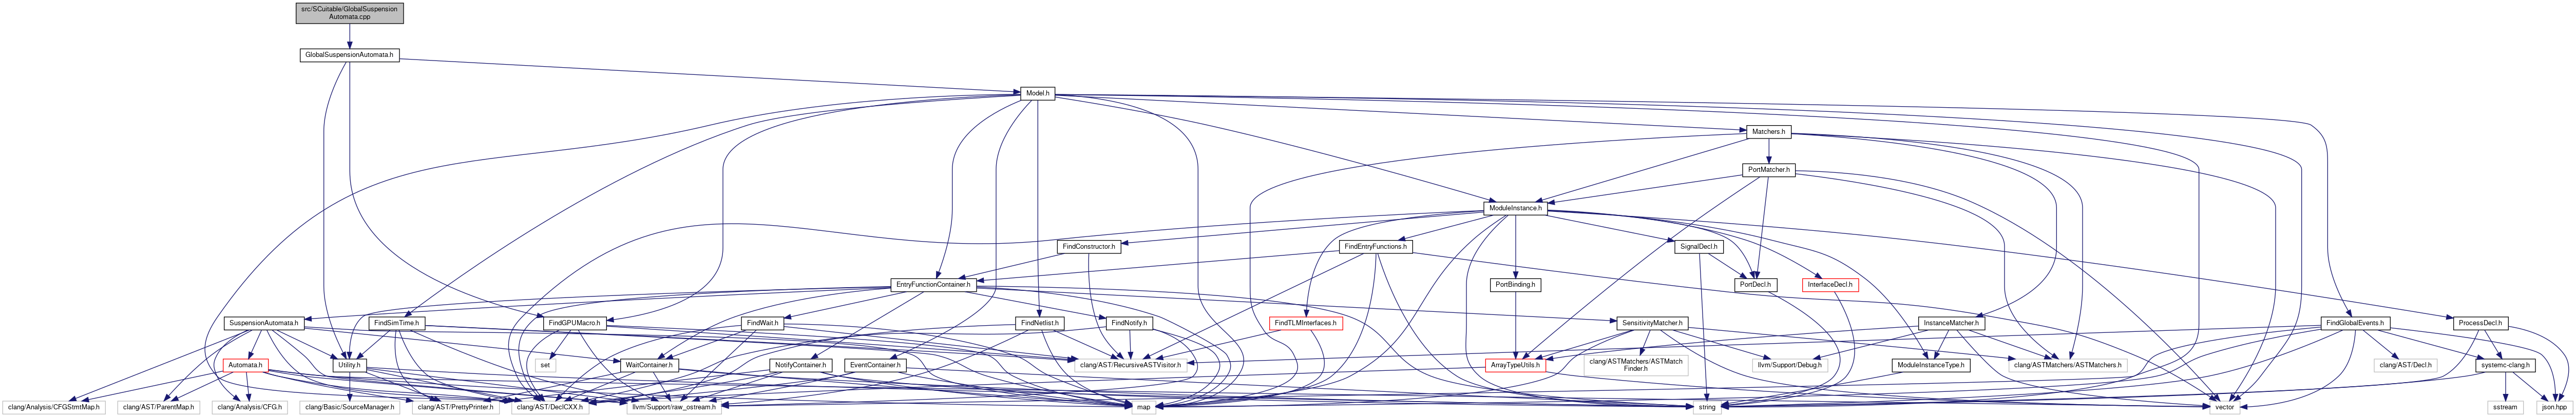 src/SCuitable/GlobalSuspension
Automata.cpp
GlobalSuspensionAutomata.h
Model.h
Matchers.h
PortMatcher.h
ModuleInstance.h
FindConstructor.h
FindEntryFunctions.h
SignalDecl.h
EntryFunctionContainer.h
PortBinding.h
PortDecl.h
InterfaceDecl.h
SuspensionAutomata.h
FindSimTime.h
FindGPUMacro.h
FindWait.h
FindNetlist.h
FindNotify.h
FindTLMInterfaces.h
SensitivityMatcher.h
InstanceMatcher.h
FindGlobalEvents.h
ProcessDecl.h
Automata.h
Utility.h
set
WaitContainer.h
NotifyContainer.h
EventContainer.h
clang/AST/RecursiveASTVisitor.h
ArrayTypeUtils.h
clang/ASTMatchers/ASTMatch
Finder.h
llvm/Support/Debug.h
ModuleInstanceType.h
clang/ASTMatchers/ASTMatchers.h
clang/AST/Decl.h
systemc-clang.h
clang/Analysis/CFGStmtMap.h
clang/AST/ParentMap.h
clang/Analysis/CFG.h
clang/Basic/SourceManager.h
clang/AST/PrettyPrinter.h
clang/AST/DeclCXX.h
llvm/Support/raw_ostream.h
map
string
vector
sstream
json.hpp